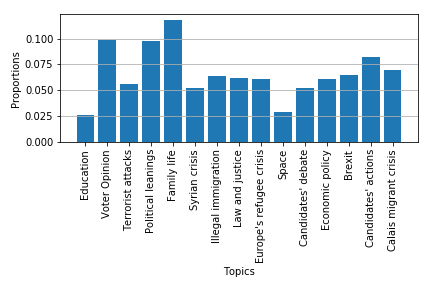 Proportions
0.100
0.075
0.050
0.025
0.000
Education
Voter Opinion
Terrorist attacks
Political leanings
Family life
Syrian crisis
Illegal immigration
Law and justice
Europe's refugee crisis
Space
Candidates' debate
Economic policy
Brexit
Candidates' actions
Calais migrant crisis
Topics